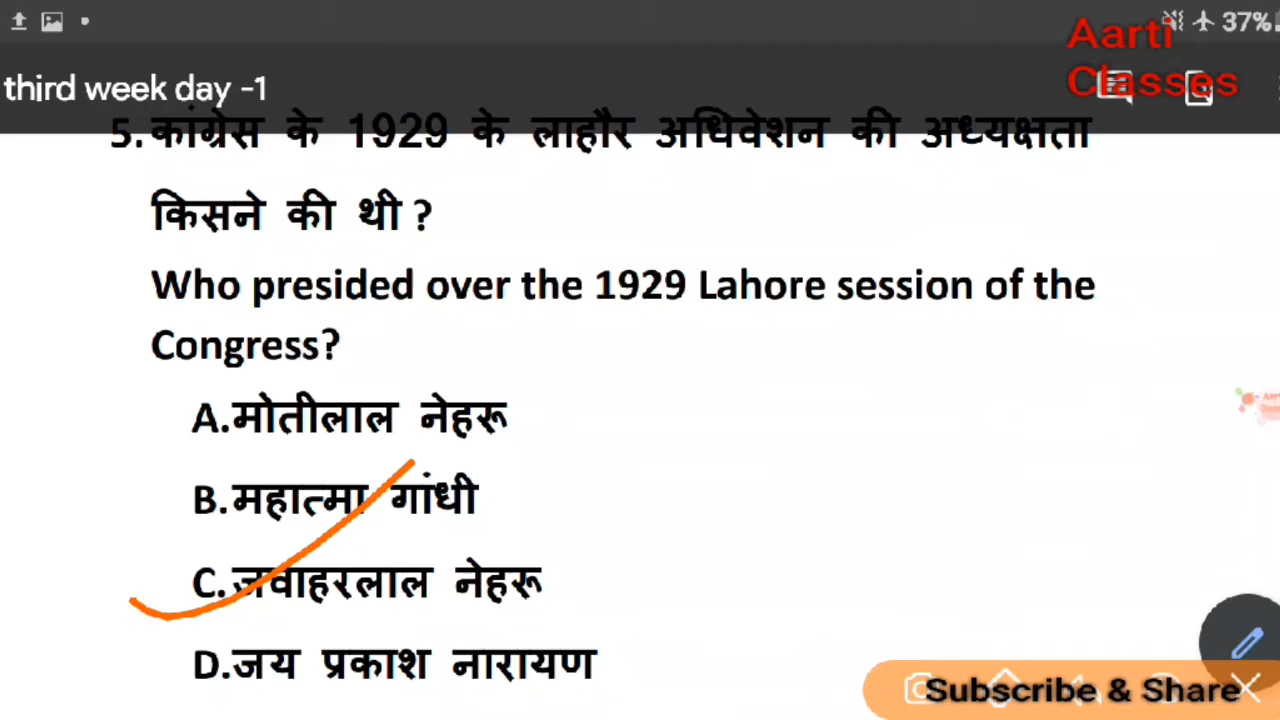 37%
Aarti
Classes
third week day -1
5. कांग्रेस के 1929 के लाहौर अधिवेशन की अध्यक्षता
किसने की थी ?
Who presided over the 1929 Lahore session of the
Congress?
A.मोतीलाल नेहरू
B.महात्मा गांधी
C.जवाहरलाल नेहरू
D.जय प्रकाश नारायण
Subscribe & Share